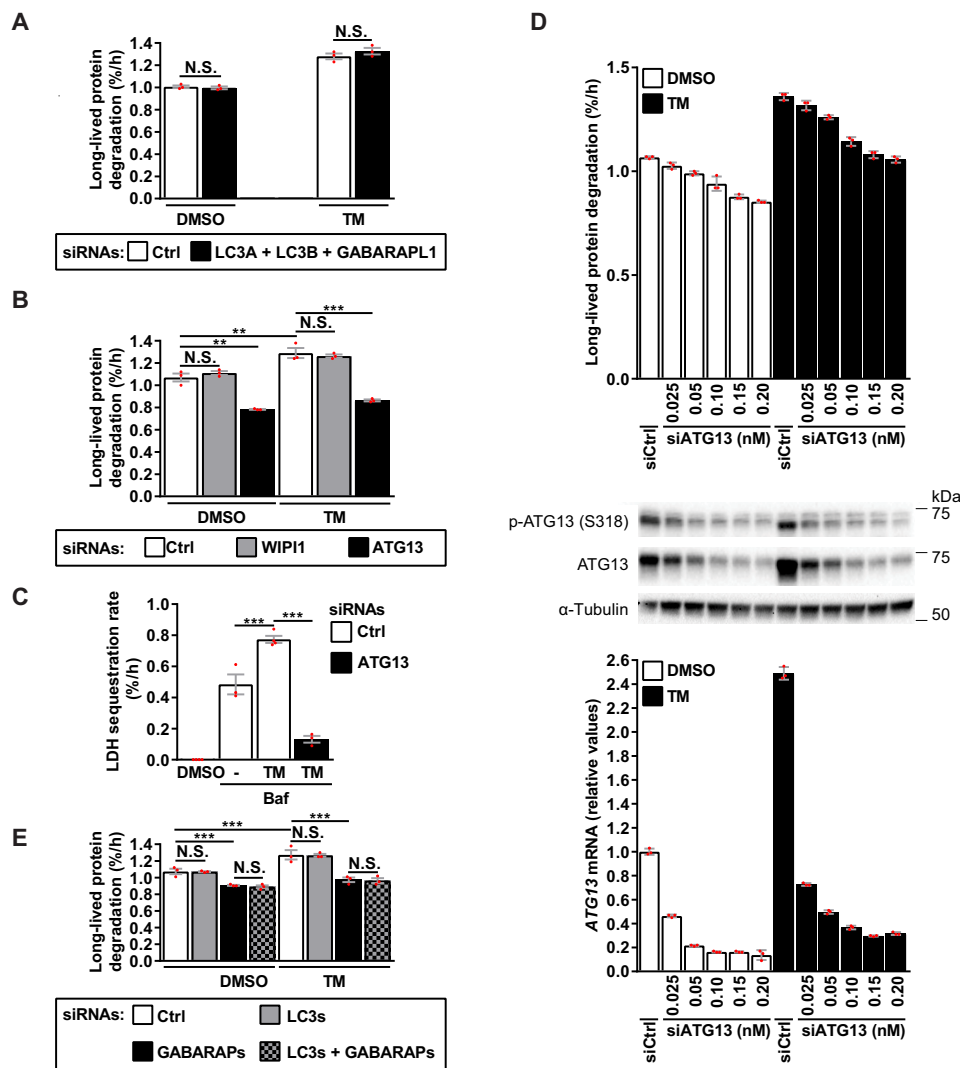 A
Long-lived protein
degradation (%/h)
1.4
1.2
1.0
0.8
0.6
0.4
0.2
0.0
N.S.
N.S.
DMSO
TM
siRNAs: Ctrl LC3A + LC3B + GABARAPL1
B
Long-lived protein
degradation (%/h)
1.4
1.2
1.0
0.8
0.6
0.4
0.2
0.0
**
**
N.S.
***
N.S.
DMSO
TM
siRNAs: Ctrl WIPI1 ATG13
C
LDH sequestration rate
(%/h)
1.0
0.8
0.6
0.4
0.2
0.0
*** ***
siRNAs
Ctrl
ATG13
DMSO - TM TM
Baf
E
Long-lived protein
degradation (%/h)
1.4
1.2
1.0
0.8
0.6
0.4
0.2
0.0
***
***
N.S.
N.S.
***
N.S.
N.S.
DMSO
TM
siRNAs: Ctrl LC3s
GABARAPs LC3s + GABARAPs
D
Long-lived protein degradation (%/h)
1.5
1.0
0.5
0.0
DMSO
TM
siCtrl 0.025 0.05 0.10 0.15 0.20 siCtrl 0.025 0.05 0.10 0.15 0.20
siATG13 (nM) siATG13 (nM)
kDa
p-ATG13 (S318) 75
ATG13 75
α-Tubulin 50
ATG13 mRNA (relative values)
2.6
2.4
2.2
2.0
1.8
1.6
1.4
1.2
1.0
0.8
0.6
0.4
0.2
0.0
DMSO
TM
siCtrl 0.025 0.05 0.10 0.15 0.20 siCtrl 0.025 0.05 0.10 0.15 0.20
siATG13 (nM) siATG13 (nM)